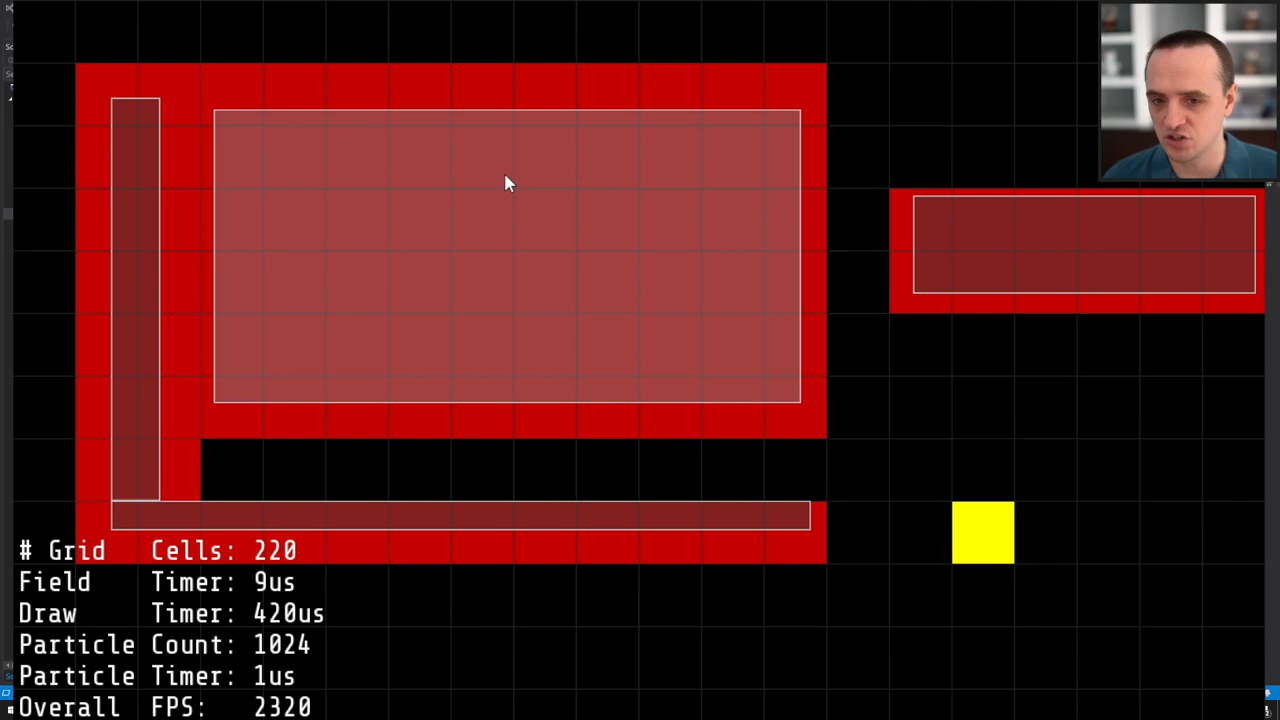 # Grid Cells: 220
Field Timer: 9us
Draw Timer: 420us
Particle Count: 1024
Particle Timer: 1us
Overall FPS: 2320